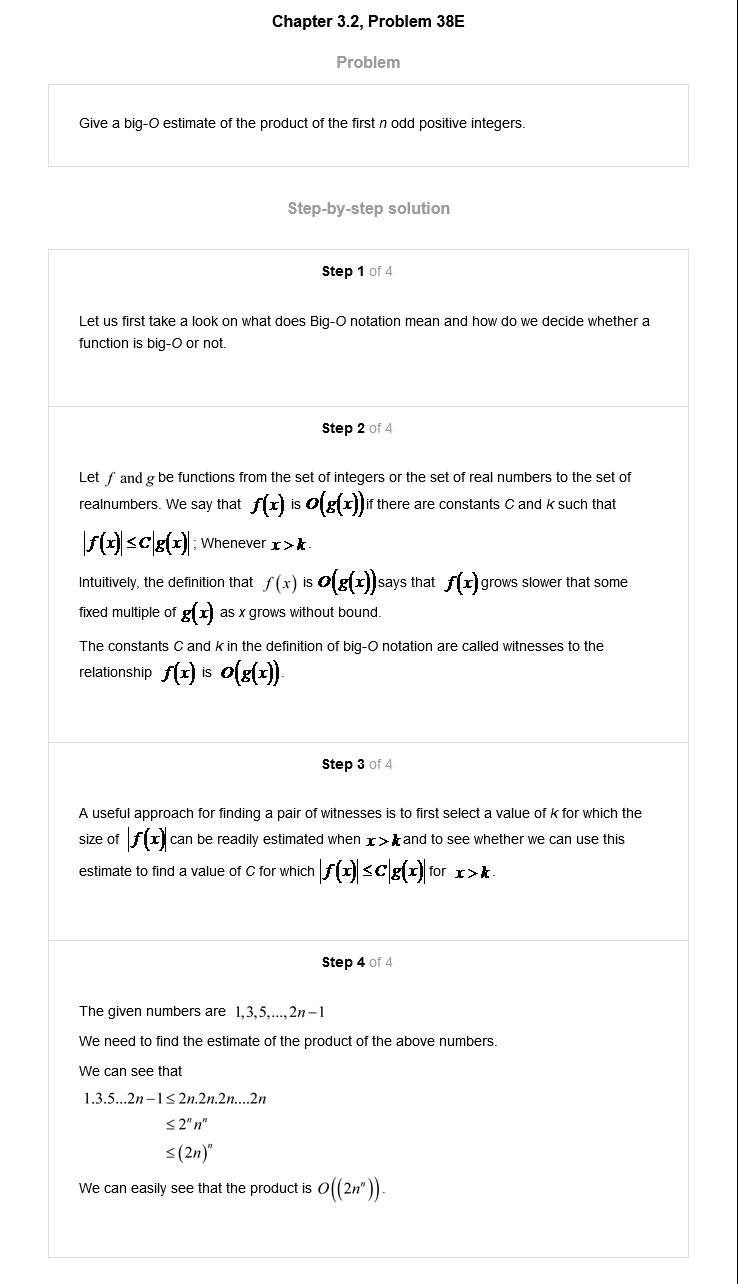 Chapter 3.2, Problem 38E
Problem
Give a big-O estimate of the product of the first n odd positive integers.
Step-by-step solution
Step 1 of 4
Let us first take a look on what does Big-O notation mean and how do we decide whether a
function is big-O or not.
Step 2 of 4
Let f and g be functions from the set of integers or the set of real numbers to the set of
realnumbers. We say that f(x) is O(g(x)) if there are constants C and k such that
|f(x)| ≤ C|g(x)| ; Whenever x > k.
Intuitively, the definition that f(x) is O(g(x)) says that f(x) grows slower that some
fixed multiple of g(x) as x grows without bound.
The constants C and k in the definition of big-O notation are called witnesses to the
relationship f(x) is O(g(x)).
Step 3 of 4
A useful approach for finding a pair of witnesses is to first select a value of k for which the
size of |f(x)| can be readily estimated when x > k and to see whether we can use this
estimate to find a value of C for which |f(x)| ≤ C|g(x)| for x > k.
Step 4 of 4
The given numbers are 1,3,5,...,2n−1
We need to find the estimate of the product of the above numbers.
We can see that
1.3.5...2n−1 ≤ 2n.2n.2n....2n
≤ 2ⁿnⁿ
≤ (2n)ⁿ
We can easily see that the product is O((2nⁿ)).